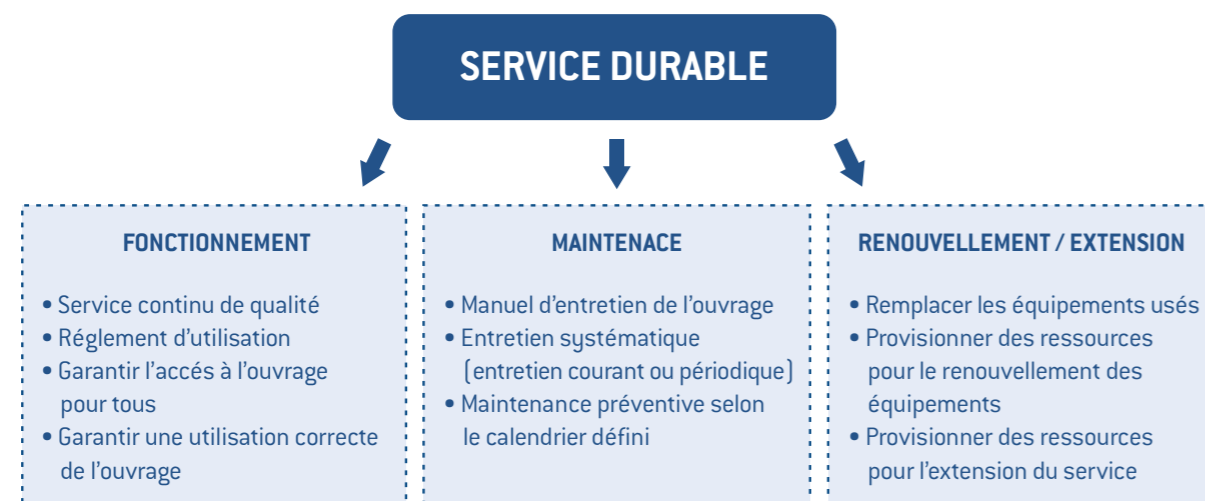 SERVICE DURABLE
FONCTIONNEMENT
• Service continu de qualité
• Réglement d'utilisation
• Garantir l'accés à l'ouvrage
pour tous
• Garantir une utilisation correcte
de l'ouvrage
MAINTENACE
• Manuel d'entretien de l'ouvrage
• Entretien systématique
(entretien courant ou périodique)
• Maintenance préventive selon
le calendrier défini
RENOUVELLEMENT / EXTENSION
• Remplacer les équipements usés
• Provisionner des ressources
pour le renouvellement des
équipements
• Provisionner des ressources
pour l'extension du service